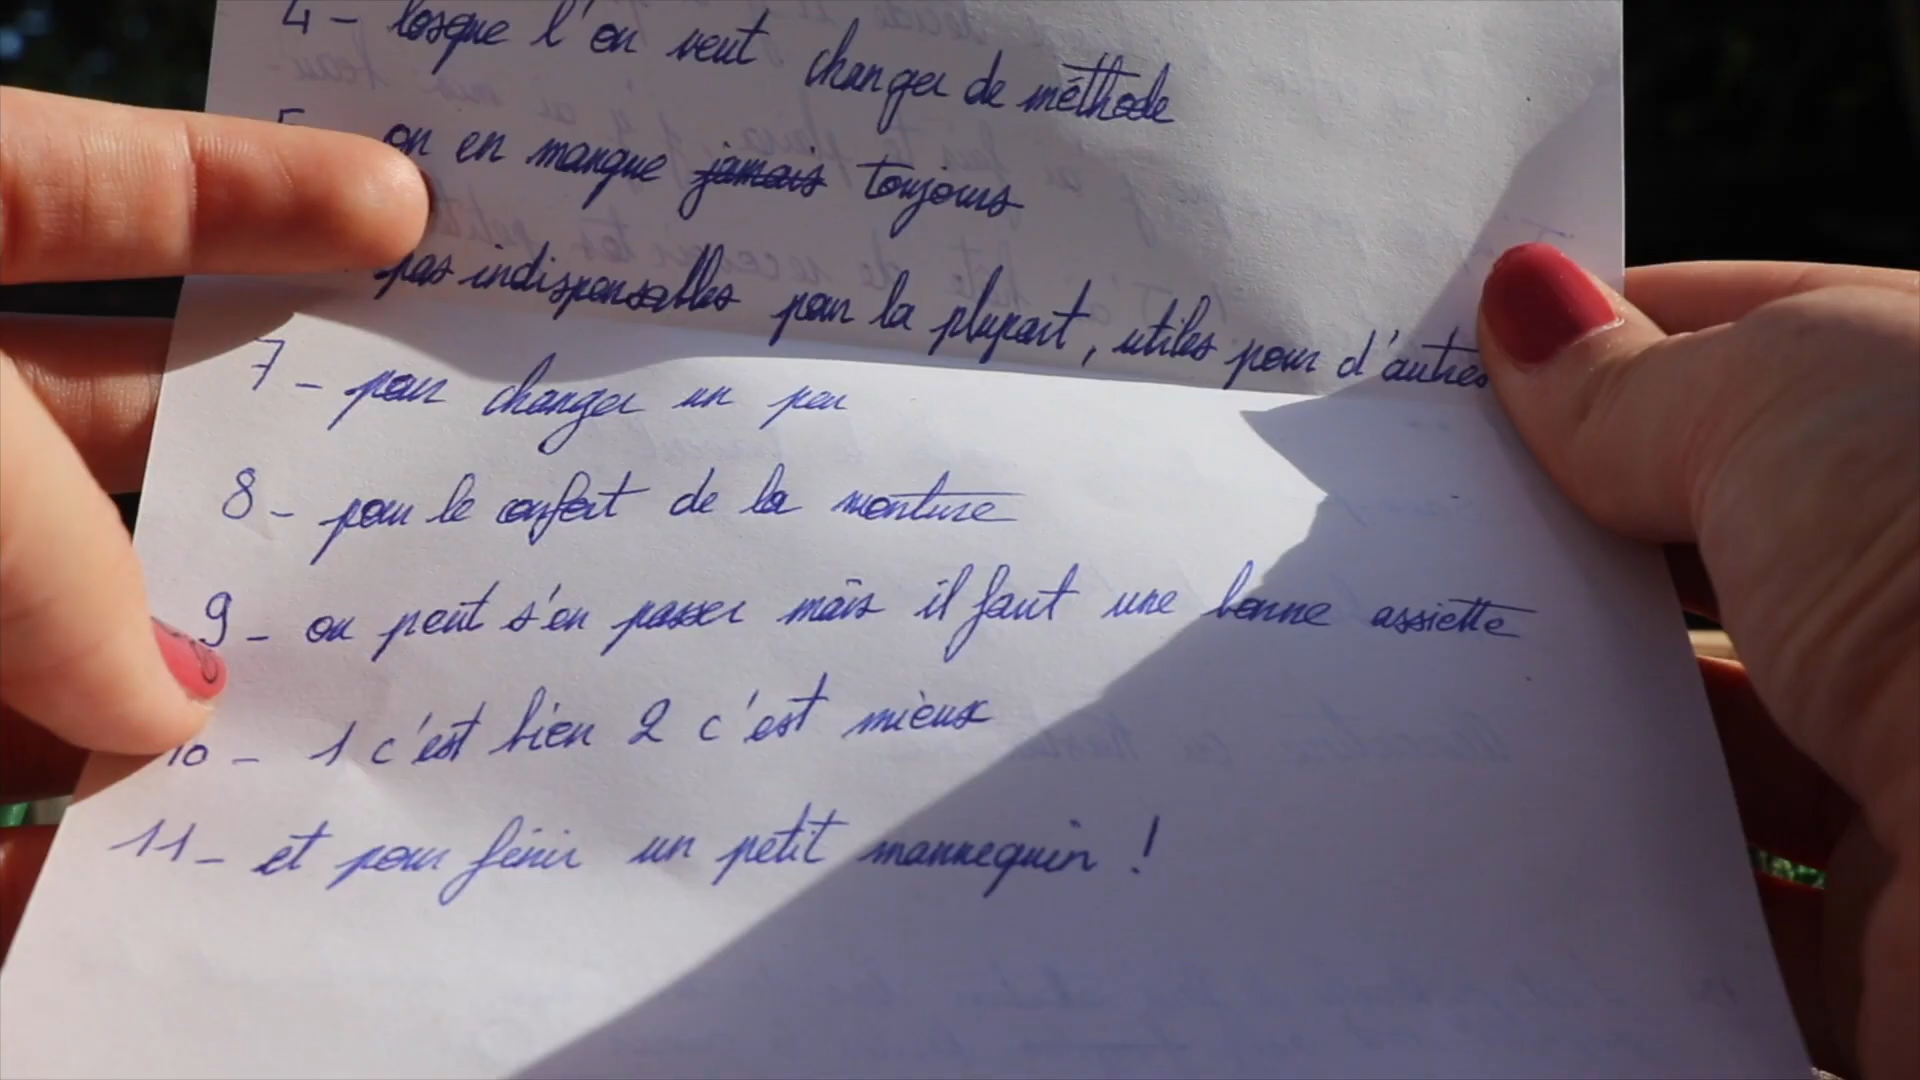 4 - losque l'on veut changer de méthode
on en manque jamais toujours
pas indispensables pour la plupart, utiles pour d'autres
7 - pour changer un peu
8 - pour le confort de la monture
9 - on peut s'en passer mais il faut une bonne assiette
10 - 1 c'est bien 2 c'est mieux
11 - et pour finir un petit mannequin !